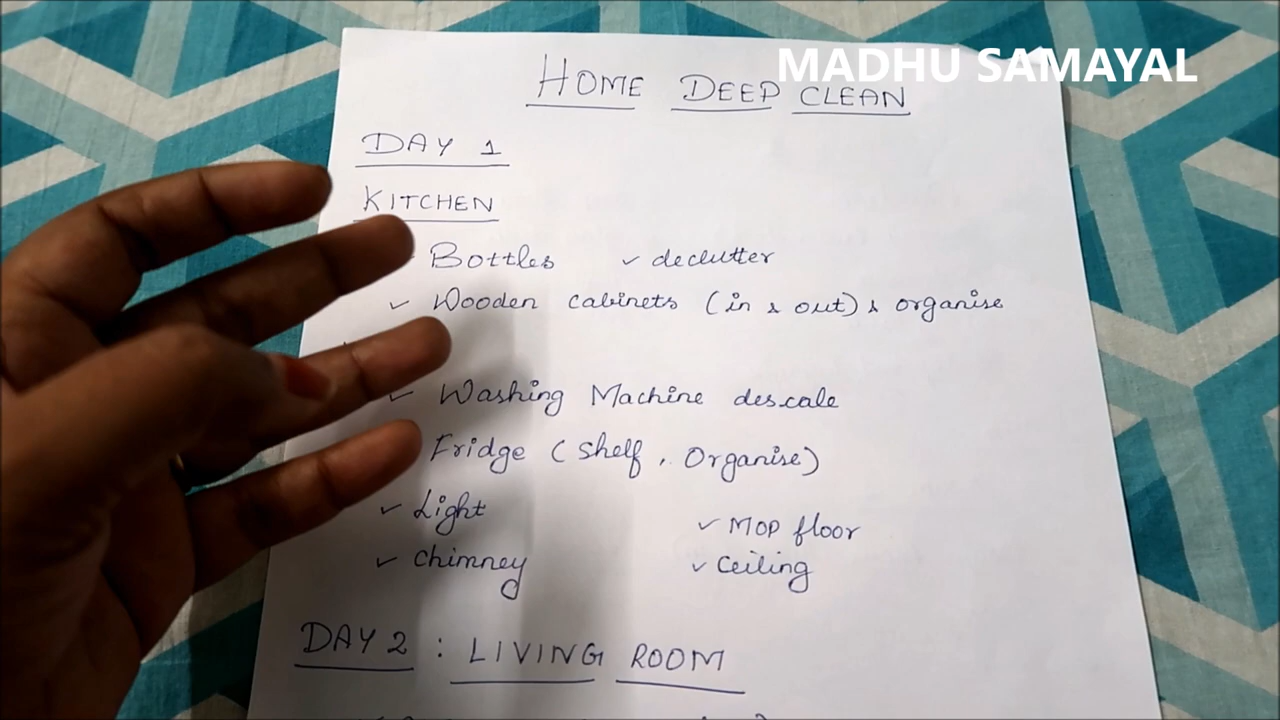 MADHU SAMAYAL
HOME DEEP CLEAN
DAY 1
KITCHEN
Bottles ✓ declutter
✓ Wooden cabinets (in & out) & organise
✓ Washing Machine descale
Fridge (Shelf, Organise)
✓ Light ✓ Mop floor
✓ Chimney ✓ Ceiling
DAY 2 : LIVING ROOM